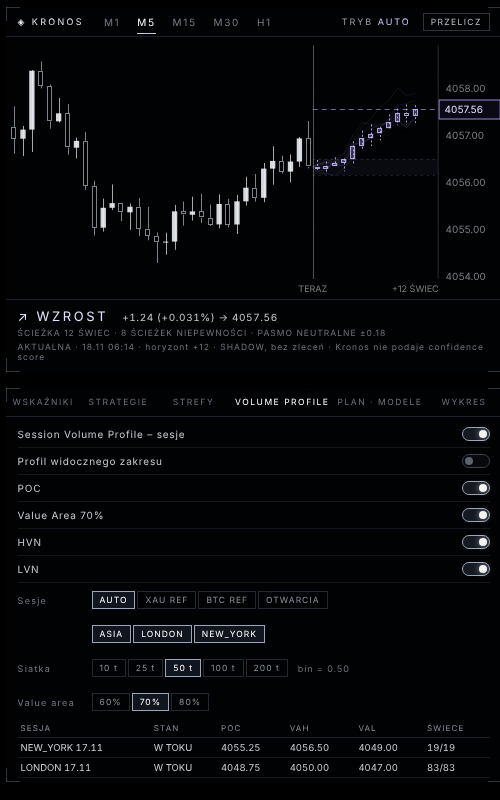 ◈ KRONOS M1 M5 M15 M30 H1 TRYB AUTO PRZELICZ
4058.00
4057.56
4057.00
4056.00
4055.00
4054.00
TERAZ +12 ŚWIEC
↗ WZROST +1.24 (+0.031%) → 4057.56
ŚCIEŻKA 12 ŚWIEC · 8 ŚCIEŻEK NIEPEWNOŚCI · PASMO NEUTRALNE ±0.18
AKTUALNA · 18.11 06:14 · horyzont +12 · SHADOW, bez zleceń · Kronos nie podaje confidence
score
WSKAŹNIKI STRATEGIE STREFY VOLUME PROFILE PLAN · MODELE WYKRES
Session Volume Profile – sesje
Profil widocznego zakresu
POC
Value Area 70%
HVN
LVN
Sesje AUTO XAU REF BTC REF OTWARCIA
ASIA LONDON NEW_YORK
Siatka 10 t 25 t 50 t 100 t 200 t bin = 0.50
Value area 60% 70% 80%
SESJA STAN POC VAH VAL ŚWIECE
NEW_YORK 17.11 W TOKU 4055.25 4056.50 4049.00 19/19
LONDON 17.11 W TOKU 4048.75 4050.00 4047.00 83/83